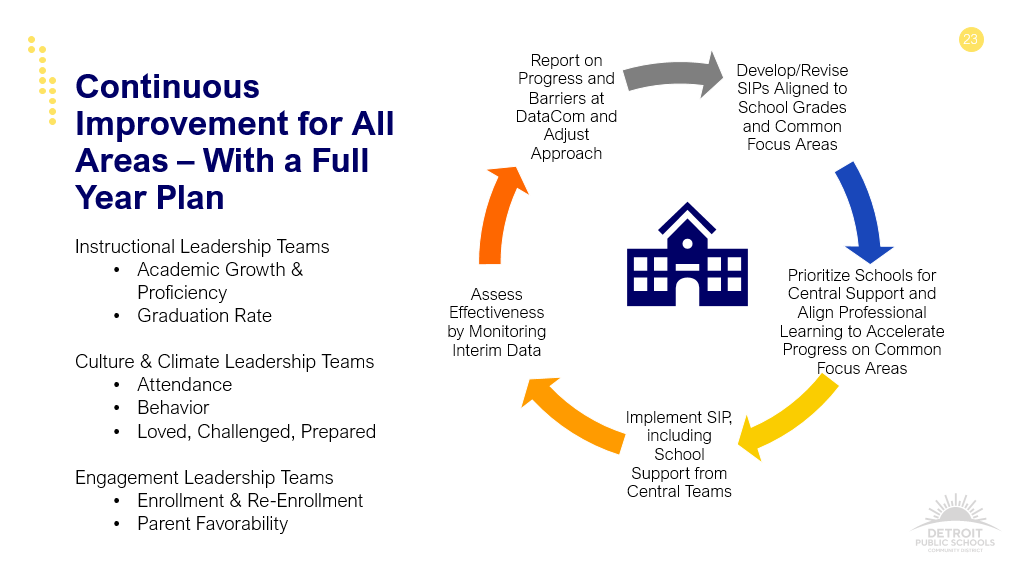 23
Continuous
Improvement for All
Areas – With a Full
Year Plan
Instructional Leadership Teams
• Academic Growth &
Proficiency
• Graduation Rate
Culture & Climate Leadership Teams
• Attendance
• Behavior
• Loved, Challenged, Prepared
Engagement Leadership Teams
• Enrollment & Re-Enrollment
• Parent Favorability
Report on
Progress and
Barriers at
DataCom and
Adjust
Approach
Develop/Revise
SIPs Aligned to
School Grades
and Common
Focus Areas
Prioritize Schools for
Central Support and
Align Professional
Learning to Accelerate
Progress on Common
Focus Areas
Implement SIP,
including
School
Support from
Central Teams
Assess
Effectiveness
by Monitoring
Interim Data
DETROIT
PUBLIC SCHOOLS
COMMUNITY DISTRICT